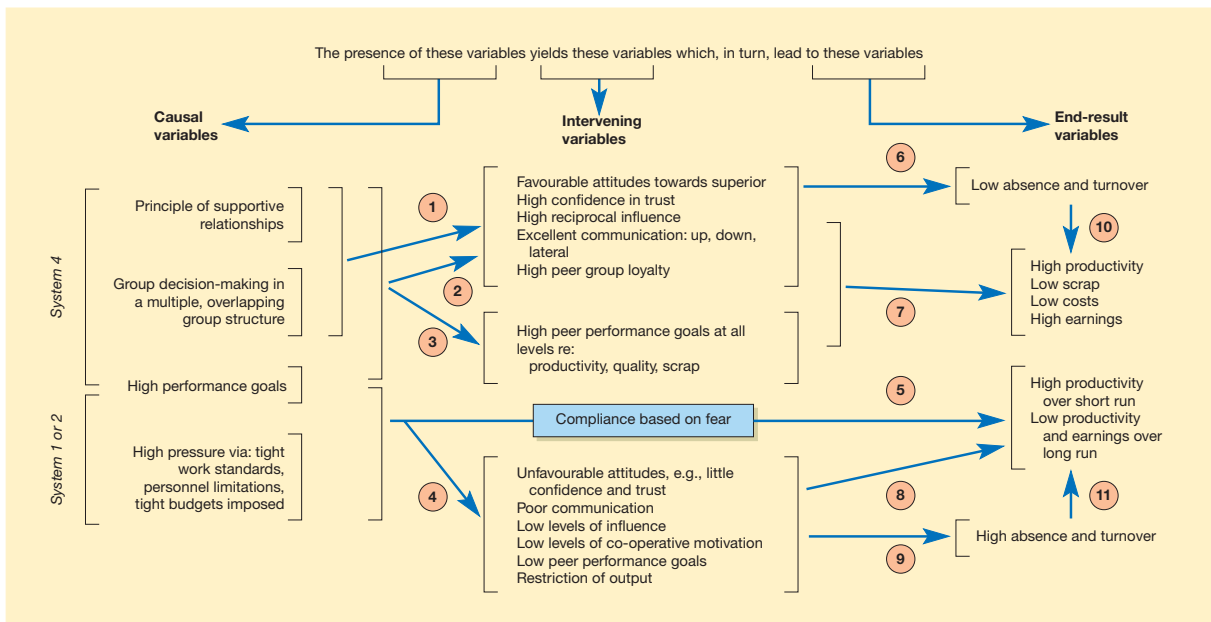 The presence of these variables yields these variables which, in turn, lead to these variables
Causal
variables
Intervening
variables
End-result
variables
System 4
Principle of supportive
relationships
Group decision-making in
a multiple, overlapping
group structure
High performance goals
System 1 or 2
High pressure via: tight
work standards,
personnel limitations,
tight budgets imposed
1
2
3
4
Favourable attitudes towards superior
High confidence in trust
High reciprocal influence
Excellent communication: up, down,
lateral
High peer group loyalty
High peer performance goals at all
levels re:
productivity, quality, scrap
Compliance based on fear
Unfavourable attitudes, e.g., little
confidence and trust
Poor communication
Low levels of influence
Low levels of co-operative motivation
Low peer performance goals
Restriction of output
6
7
5
8
9
Low absence and turnover
10
High productivity
Low scrap
Low costs
High earnings
High productivity
over short run
Low productivity
and earnings over
long run
11
High absence and turnover